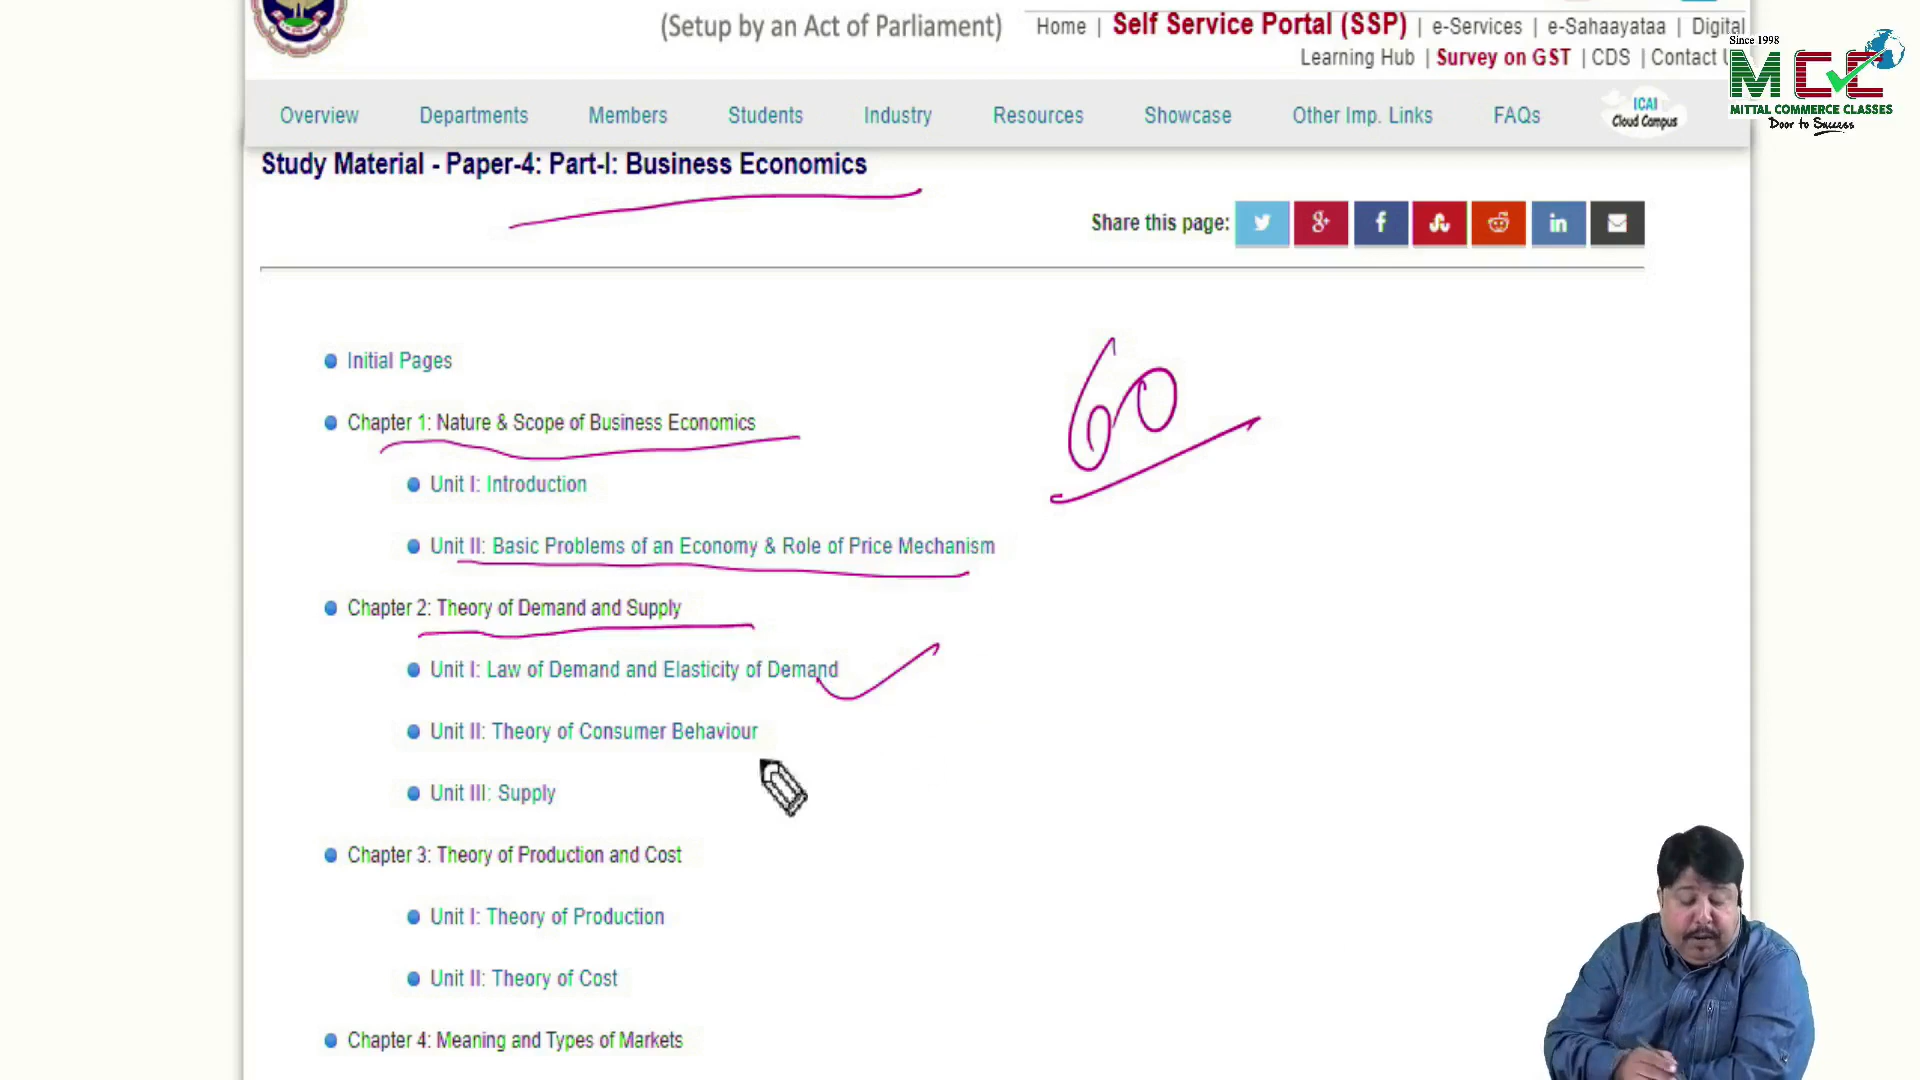 (Setup by an Act of Parliament)
Home | Self Service Portal (SSP) | e-Services | e-Sahaayataa | Digital
Learning Hub | Survey on GST | CDS | Contact
Since 1998
MCC
MITTAL COMMERCE CLASSES
Door to Success
Overview Departments Members Students Industry Resources Showcase Other Imp. Links FAQs ICAI Cloud Campus
Study Material - Paper-4: Part-I: Business Economics
Share this page:
Initial Pages
60
Chapter 1: Nature & Scope of Business Economics
Unit I: Introduction
Unit II: Basic Problems of an Economy & Role of Price Mechanism
Chapter 2: Theory of Demand and Supply
Unit I: Law of Demand and Elasticity of Demand
Unit II: Theory of Consumer Behaviour
Unit III: Supply
Chapter 3: Theory of Production and Cost
Unit I: Theory of Production
Unit II: Theory of Cost
Chapter 4: Meaning and Types of Markets